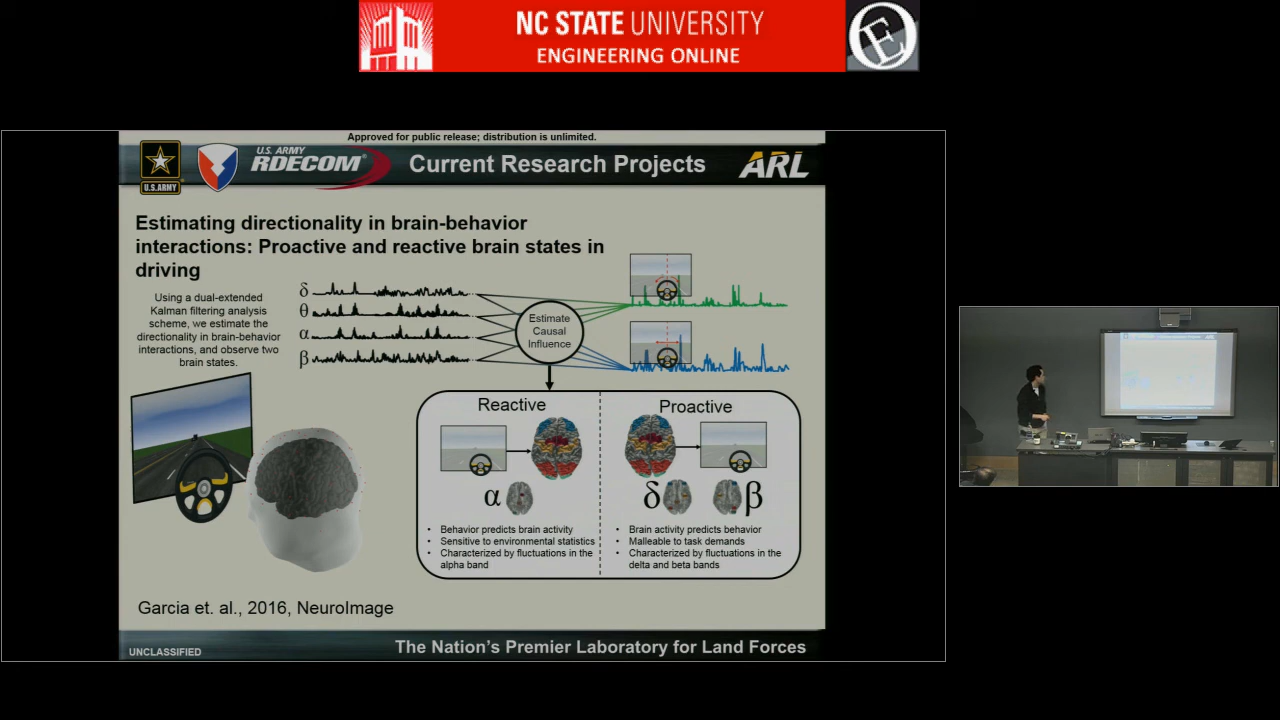 NC STATE UNIVERSITY
ENGINEERING ONLINE
Approved for public release; distribution is unlimited.
U.S. ARMY
U.S. ARMY
RDECOM®
Current Research Projects
ARL
Estimating directionality in brain-behavior
interactions: Proactive and reactive brain states in
driving
Using a dual-extended
Kalman filtering analysis
scheme, we estimate the
directionality in brain-behavior
interactions, and observe two
brain states.
δ
θ
α
β
Estimate
Causal
Influence
Reactive
α
• Behavior predicts brain activity
• Sensitive to environmental statistics
• Characterized by fluctuations in the
alpha band
Proactive
δ β
• Brain activity predicts behavior
• Malleable to task demands
• Characterized by fluctuations in the
delta and beta bands
Garcia et. al., 2016, NeuroImage
UNCLASSIFIED
The Nation's Premier Laboratory for Land Forces